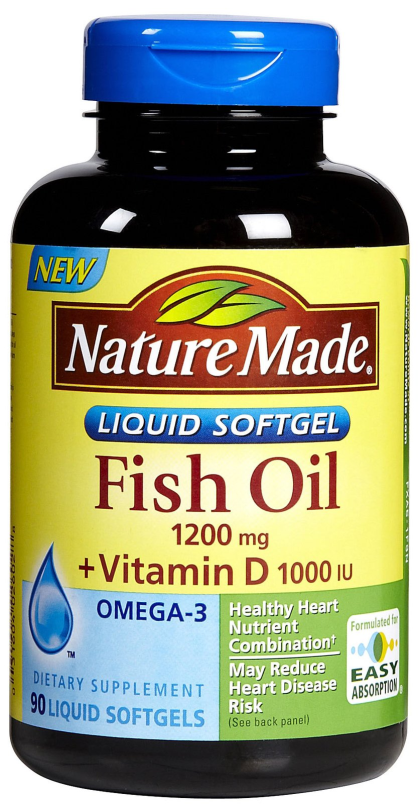 NEW
Nature Made®
LIQUID SOFTGEL
Fish Oil
1200 mg
+ Vitamin D 1000 IU
OMEGA-3
TM
DIETARY SUPPLEMENT
90 LIQUID SOFTGELS
Healthy Heart
Nutrient
Combination†
May Reduce
Heart Disease
Risk
(See back panel)
Formulated for
EASY
ABSORPTION